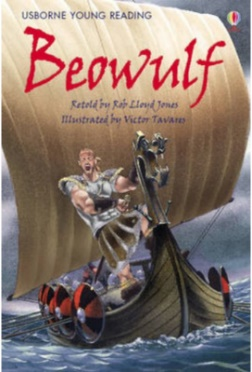 USBORNE YOUNG READING
Beowulf
Retold by Rob Lloyd Jones
Illustrated by Victor Tavares